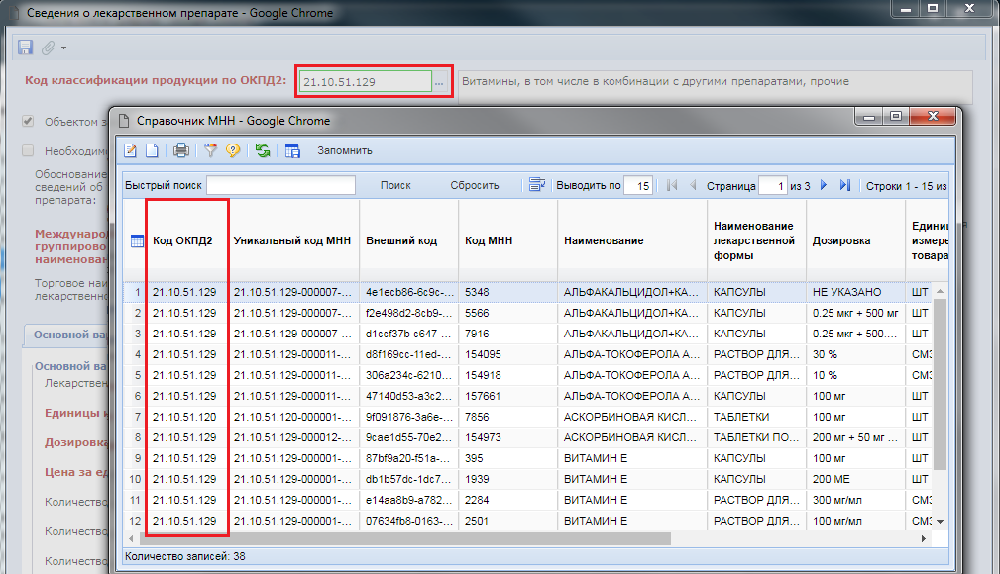 Сведения о лекарственном препарате - Google Chrome
Код классификации продукции по ОКПД2: 21.10.51.129 ... Витамины, в том числе в комбинации с другими препаратами, прочие
Справочник МНН - Google Chrome
Объектом з
Необходим
Запомнить
Обоснование
сведений об
препарата:
Быстрый поиск Поиск Сбросить Выводить по 15 Страница 1 из 3 Строки 1 - 15 из
Международ
группирово
наименован
Торговое наи
лекарственно
Основной ва
Основной ва
Лекарствен
Единицы и
Дозировка
Цена за ед
Количество
Количество
Количество
Код ОКПД2 Уникальный код МНН Внешний код Код МНН Наименование Наименование лекарственной формы Дозировка Едини измере товара
1 21.10.51.129 21.10.51.129-000007-... 4e1ecb86-6c9c-... 5348 АЛЬФАКАЛЬЦИДОЛ+КА... КАПСУЛЫ НЕ УКАЗАНО ШТ
2 21.10.51.129 21.10.51.129-000007-... f2e498d2-8cb9-... 5566 АЛЬФАКАЛЬЦИДОЛ+КА... КАПСУЛЫ 0.25 мкг + 500 мг ШТ
3 21.10.51.129 21.10.51.129-000007-... d1ccf37b-c647-... 7916 АЛЬФАКАЛЬЦИДОЛ+КА... КАПСУЛЫ 0.25 мкг + 500.... ШТ
4 21.10.51.129 21.10.51.129-000011-... d8f169cc-11ed-... 154095 АЛЬФА-ТОКОФЕРОЛА А... РАСТВОР ДЛЯ... 30 % СМ3
5 21.10.51.129 21.10.51.129-000011-... 306a234c-6210... 154918 АЛЬФА-ТОКОФЕРОЛА А... РАСТВОР ДЛЯ... 10 % СМ3
6 21.10.51.129 21.10.51.129-000011-... 47140d53-a3c2... 157661 АЛЬФА-ТОКОФЕРОЛА А... КАПСУЛЫ 100 мг ШТ
7 21.10.51.120 21.10.51.120-000001-... 9f091876-3a6e-... 7856 АСКОРБИНОВАЯ КИСЛ... ТАБЛЕТКИ 100 мг ШТ
8 21.10.51.129 21.10.51.129-000012-... 9cae1d55-70e2... 154973 АСКОРБИНОВАЯ КИСЛ... ТАБЛЕТКИ ПО... 200 мг + 50 мг ... ШТ
9 21.10.51.129 21.10.51.129-000001-... 87bf9a20-f51a-... 395 ВИТАМИН E КАПСУЛЫ 100 мг ШТ
10 21.10.51.129 21.10.51.129-000001-... db1b57dc-1dc7... 1939 ВИТАМИН E КАПСУЛЫ 200 МЕ ШТ
11 21.10.51.129 21.10.51.129-000001-... e14aa8b9-a782... 2284 ВИТАМИН E РАСТВОР ДЛЯ... 300 мг/мл СМ3
12 21.10.51.129 21.10.51.129-000001-... 07634fb8-0163-... 2501 ВИТАМИН E РАСТВОР ДЛЯ... 100 мг/мл СМ3
Количество записей: 38